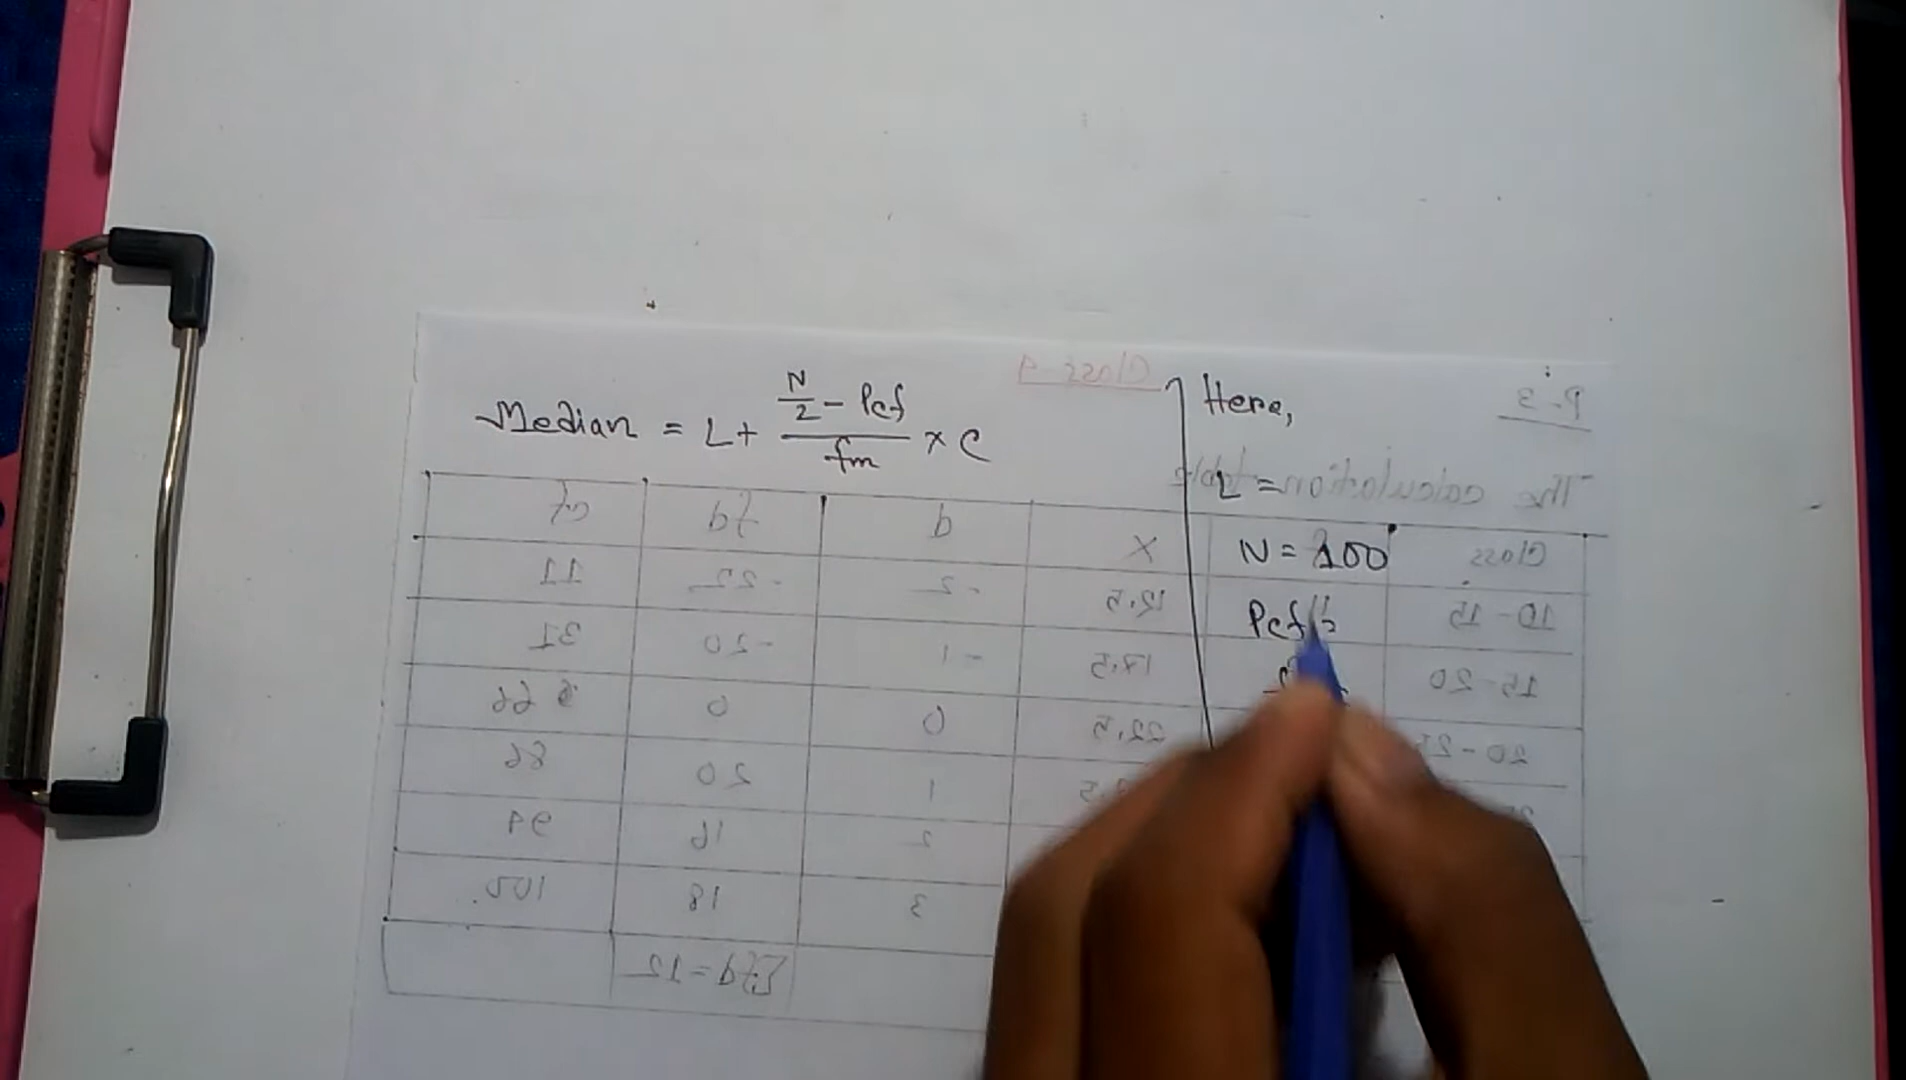 Median = L + N/2 - Pcf / fm × C
Here,
L =
N = 100
Pcf
P-3
Class-9
The calculation table
Class X d fd cf
10-15 12.5 -2 -22 11
15-20 17.5 -1 -20 31
20-25 22.5 0 0 66
1 20 86
2 16 94
3 18 100
Σfd = 12